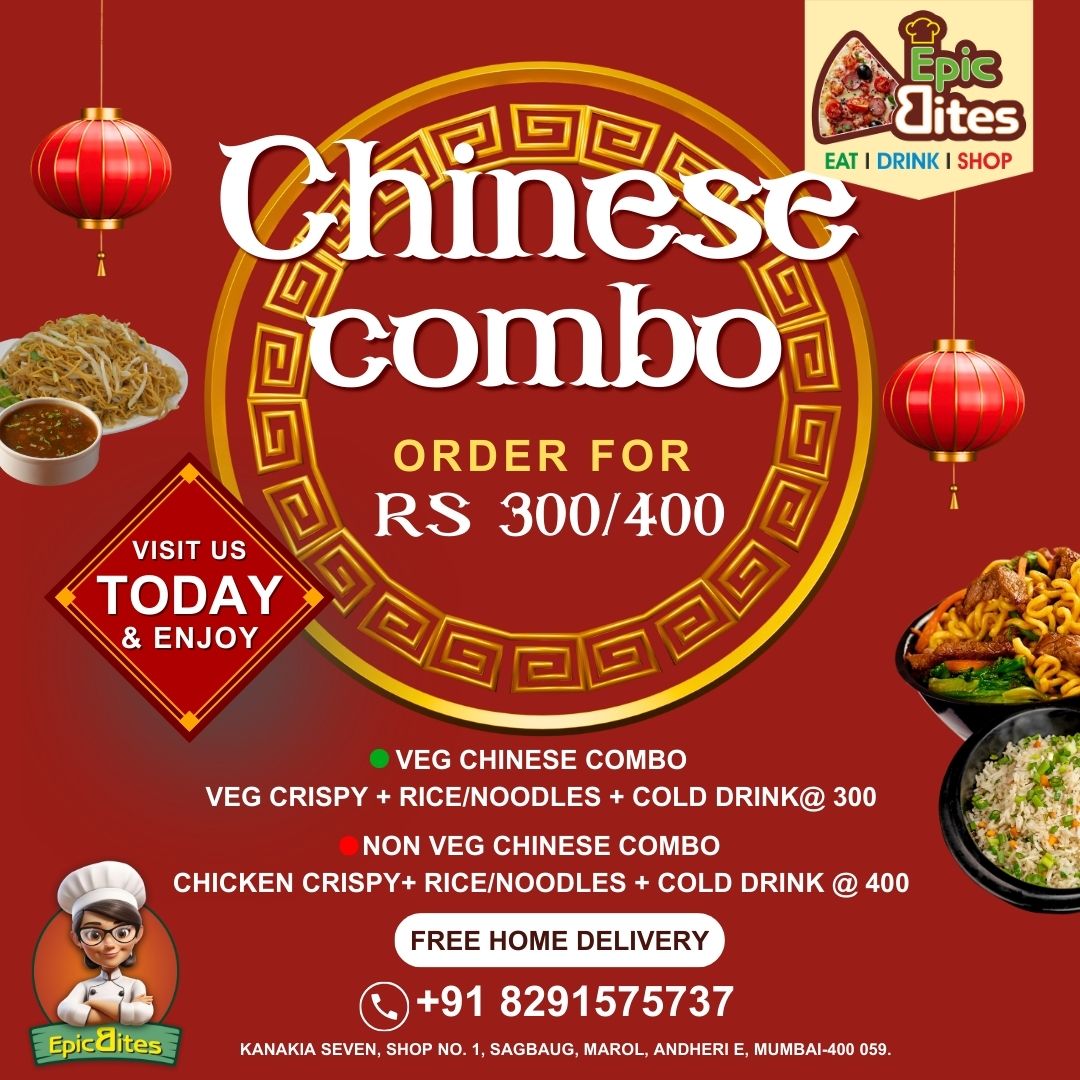 Epic
Bites
EAT | DRINK | SHOP
Chinese
combo
ORDER FOR
RS 300/400
VISIT US
TODAY
& ENJOY
VEG CHINESE COMBO
VEG CRISPY + RICE/NOODLES + COLD DRINK@ 300
NON VEG CHINESE COMBO
CHICKEN CRISPY+ RICE/NOODLES + COLD DRINK @ 400
FREE HOME DELIVERY
+91 8291575737
EpicBites
KANAKIA SEVEN, SHOP NO. 1, SAGBAUG, MAROL, ANDHERI E, MUMBAI-400 059.